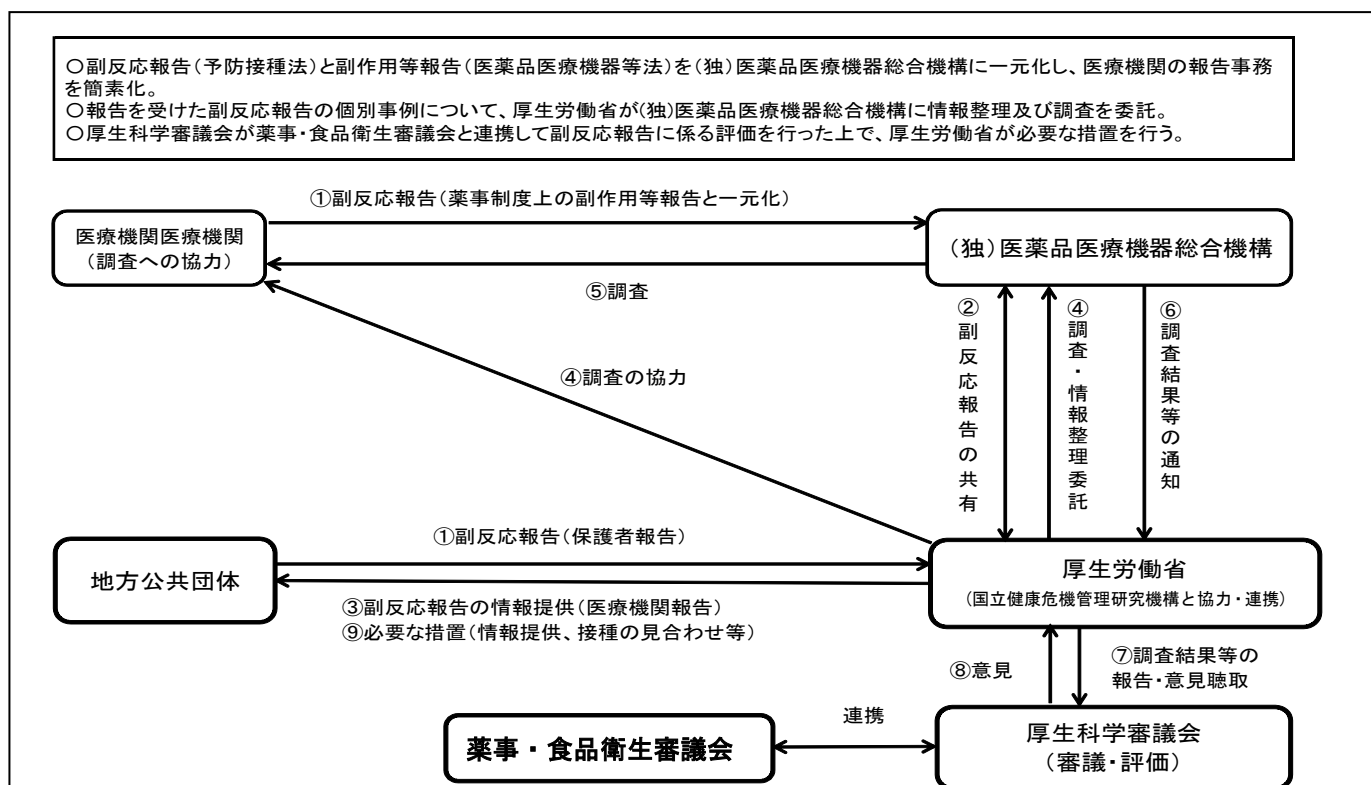 ○副反応報告(予防接種法)と副作用等報告(医薬品医療機器等法)を(独)医薬品医療機器総合機構に一元化し、医療機関の報告事務
を簡素化。
○報告を受けた副反応報告の個別事例について、厚生労働省が(独)医薬品医療機器総合機構に情報整理及び調査を委託。
○厚生科学審議会が薬事・食品衛生審議会と連携して副反応報告に係る評価を行った上で、厚生労働省が必要な措置を行う。
①副反応報告(薬事制度上の副作用等報告と一元化)
医療機関医療機関
(調査への協力)
(独)医薬品医療機器総合機構
⑤調査
②副反応報告の共有
④調査・情報整理委託
⑥調査結果等の通知
④調査の協力
①副反応報告(保護者報告)
地方公共団体
厚生労働省
(国立健康危機管理研究機構と協力・連携)
③副反応報告の情報提供(医療機関報告)
⑨必要な措置(情報提供、接種の見合わせ等)
⑧意見
⑦調査結果等の
報告・意見聴取
連携
薬事・食品衛生審議会
厚生科学審議会
(審議・評価)